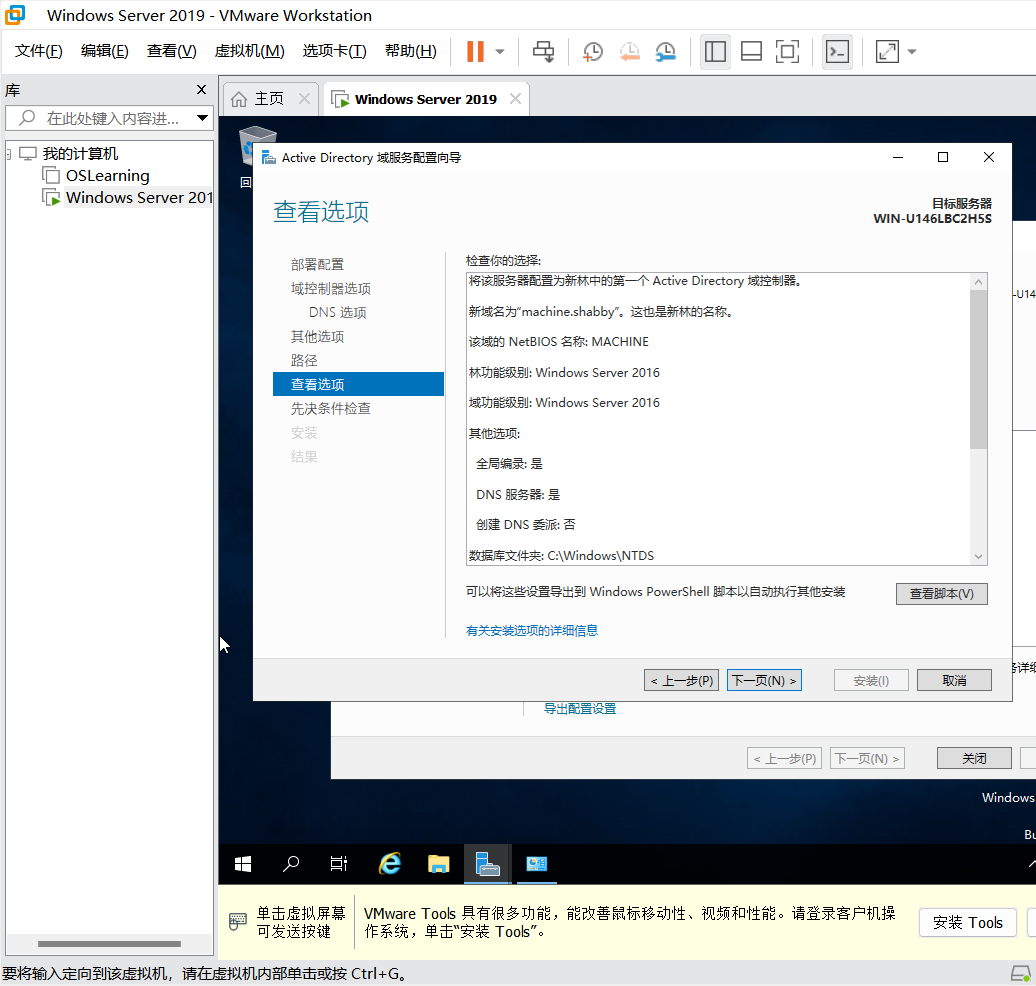 Windows Server 2019 - VMware Workstation
文件(F) 编辑(E) 查看(V) 虚拟机(M) 选项卡(T) 帮助(H)
库
在此处键入内容进...
主页
Windows Server 2019
我的计算机
OSLearning
Windows Server 201
回
Active Directory 域服务配置向导
查看选项
目标服务器
WIN-U146LBC2H5S
部署配置
域控制器选项
DNS 选项
其他选项
路径
查看选项
先决条件检查
安装
结果
检查你的选择:
将该服务器配置为新林中的第一个 Active Directory 域控制器。
新域名为“machine.shabby”。这也是新林的名称。
该域的 NetBIOS 名称: MACHINE
林功能级别: Windows Server 2016
域功能级别: Windows Server 2016
其他选项:
全局编录: 是
DNS 服务器: 是
创建 DNS 委派: 否
数据库文件夹: C:\Windows\NTDS
可以将这些设置导出到 Windows PowerShell 脚本以自动执行其他安装
查看脚本(V)
有关安装选项的详细信息
< 上一步(P) 下一页(N) > 安装(I) 取消
-U14
详细
导出配置设置
< 上一步(P) 下一页(N) > 关闭
Windows
Bu
单击虚拟屏幕
可发送按键
VMware Tools 具有很多功能，能改善鼠标移动性、视频和性能。请登录客户机操
作系统，单击“安装 Tools”。
安装 Tools
要将输入定向到该虚拟机，请在虚拟机内部单击或按 Ctrl+G。